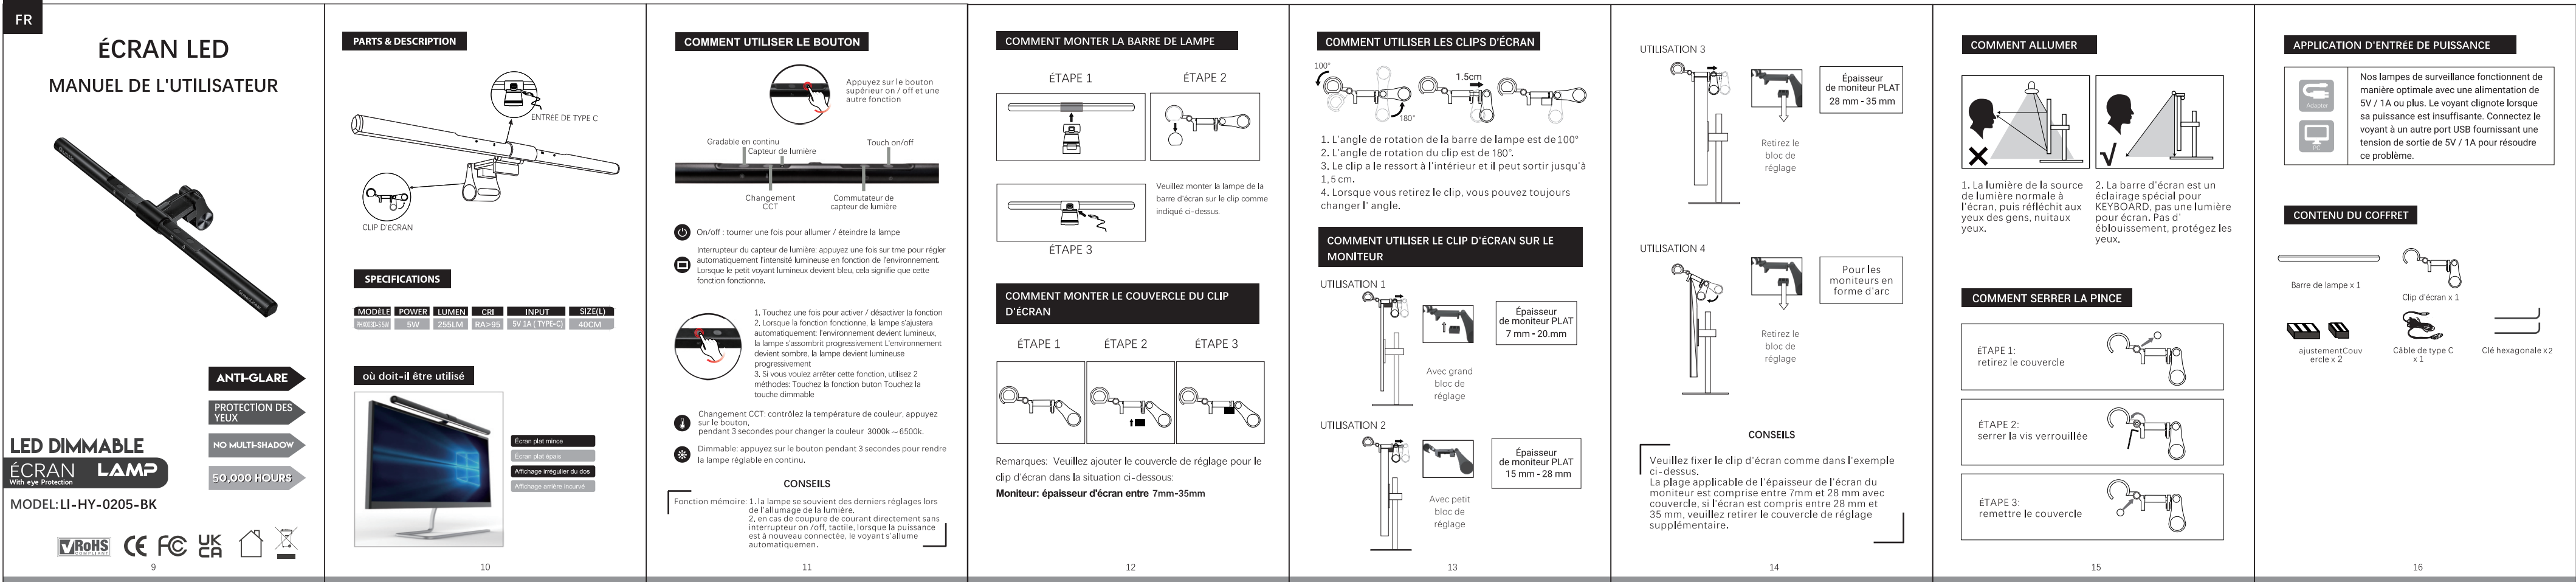 FR
ÉCRAN LED
MANUEL DE L'UTILISATEUR
ANTI-GLARE
PROTECTION DES
YEUX
NO MULTI-SHADOW
50,000 HOURS
LED DIMMABLE
ÉCRAN LAMP
With eye Protection
MODEL:LI-HY-0205-BK
RoHS
COMPLIANT
CE FC UK
CA
9
PARTS & DESCRIPTION
ENTRÉE DE TYPE C
CLIP D'ÉCRAN
SPECIFICATIONS
MODELE POWER LUMEN CRI INPUT SIZE(L)
5W 255LM RA>95 5V 1A ( TYPE-C) 40CM
où doit-il être utilisé
Écran plat mince
Écran plat épais
Affichage irrégulier du dos
Affichage arrière incurvé
10
COMMENT UTILISER LE BOUTON
Appuyez sur le bouton
supérieur on / off et une
autre fonction
Gradable en continu
Capteur de lumière
Touch on/off
Changement
CCT
Commutateur de
capteur de lumière
On/off : tourner une fois pour allumer / éteindre la lampe
Interrupteur du capteur de lumière: appuyez une fois sur tme pour régler
automatiquement l'intensité lumineuse en fonction de l'environnement.
Lorsque le petit voyant lumineux devient bleu, cela signifie que cette
fonction fonctionne.
1. Touchez une fois pour activer / désactiver la fonction
2, Lorsque la fonction fonctionne, la lampe s'ajustera
automatiquement: l'environnement devient lumineux,
la lampe s'assombrit progressivement L'environnement
devient sombre, la lampe devient lumineuse
progressivement
3, Si vous voulez arrêter cette fonction, utilisez 2
méthodes: Touchez la fonction buton Touchez la
touche dimmable
Changement CCT: contrôlez la température de couleur, appuyez
sur le bouton,
pendant 3 secondes pour changer la couleur 3000k～6500k.
Dimmable: appuyez sur le bouton pendant 3 secondes pour rendre
la lampe réglable en continu.
CONSEILS
Fonction mémoire: 1. la lampe se souvient des derniers réglages lors
de l'allumage de la lumière,
2, en cas de coupure de courant directement sans
interrupteur on /off, tactile, lorsque la puissance
est à nouveau connectée, le voyant s'allume
automatiquemen.
11
COMMENT MONTER LA BARRE DE LAMPE
ÉTAPE 1
ÉTAPE 2
ÉTAPE 3
Veuillez monter la lampe de la
barre d'écran sur le clip comme
indiqué ci-dessus.
COMMENT MONTER LE COUVERCLE DU CLIP
D'ÉCRAN
ÉTAPE 1 ÉTAPE 2 ÉTAPE 3
Remarques: Veuillez ajouter le couvercle de réglage pour le
clip d'écran dans la situation ci-dessous:
Moniteur: épaisseur d'écran entre 7mm-35mm
12
COMMENT UTILISER LES CLIPS D'ÉCRAN
100°
180°
1.5cm
1. L'angle de rotation de la barre de lampe est de100°
2. L'angle de rotation du clip est de 180°.
3. Le clip a le ressort à l'intérieur et il peut sortir jusqu'à
1,5 cm.
4. Lorsque vous retirez le clip, vous pouvez toujours
changer l' angle.
COMMENT UTILISER LE CLIP D'ÉCRAN SUR LE
MONITEUR
UTILISATION 1
Épaisseur
de moniteur PLAT
7 mm - 20.mm
Avec grand
bloc de
réglage
UTILISATION 2
Épaisseur
de moniteur PLAT
15 mm - 28 mm
Avec petit
bloc de
réglage
13
UTILISATION 3
Épaisseur
de moniteur PLAT
28 mm - 35 mm
Retirez le
bloc de
réglage
UTILISATION 4
Pour les
moniteurs en
forme d'arc
Retirez le
bloc de
réglage
CONSEILS
Veuillez fixer le clip d'écran comme dans l'exemple
ci-dessus.
La plage applicable de l'épaisseur de l'écran du
moniteur est comprise entre 7mm et 28 mm avec
couvercle, si l'écran est compris entre 28 mm et
35 mm, veuillez retirer le couvercle de réglage
supplémentaire.
14
COMMENT ALLUMER
1. La lumière de la source
de lumière normale à
l'écran, puis réfléchit aux
yeux des gens, nuitaux
yeux.
2. La barre d'écran est un
éclairage spécial pour
KEYBOARD, pas une lumière
pour écran. Pas d'
éblouissement, protégez les
yeux.
COMMENT SERRER LA PINCE
ÉTAPE 1:
retirez le couvercle
ÉTAPE 2:
serrer la vis verrouillée
ÉTAPE 3:
remettre le couvercle
15
APPLICATION D'ENTRÉE DE PUISSANCE
Adapter
PC
Nos lampes de surveillance fonctionnent de
manière optimale avec une alimentation de
5V / 1A ou plus. Le voyant clignote lorsque
sa puissance est insuffisante. Connectez le
voyant à un autre port USB fournissant une
tension de sortie de 5V / 1A pour résoudre
ce problème.
CONTENU DU COFFRET
Barre de lampe x 1
Clip d'écran x 1
ajustementCouv
ercle x 2
Câble de type C
x 1
Clé hexagonale x2
16